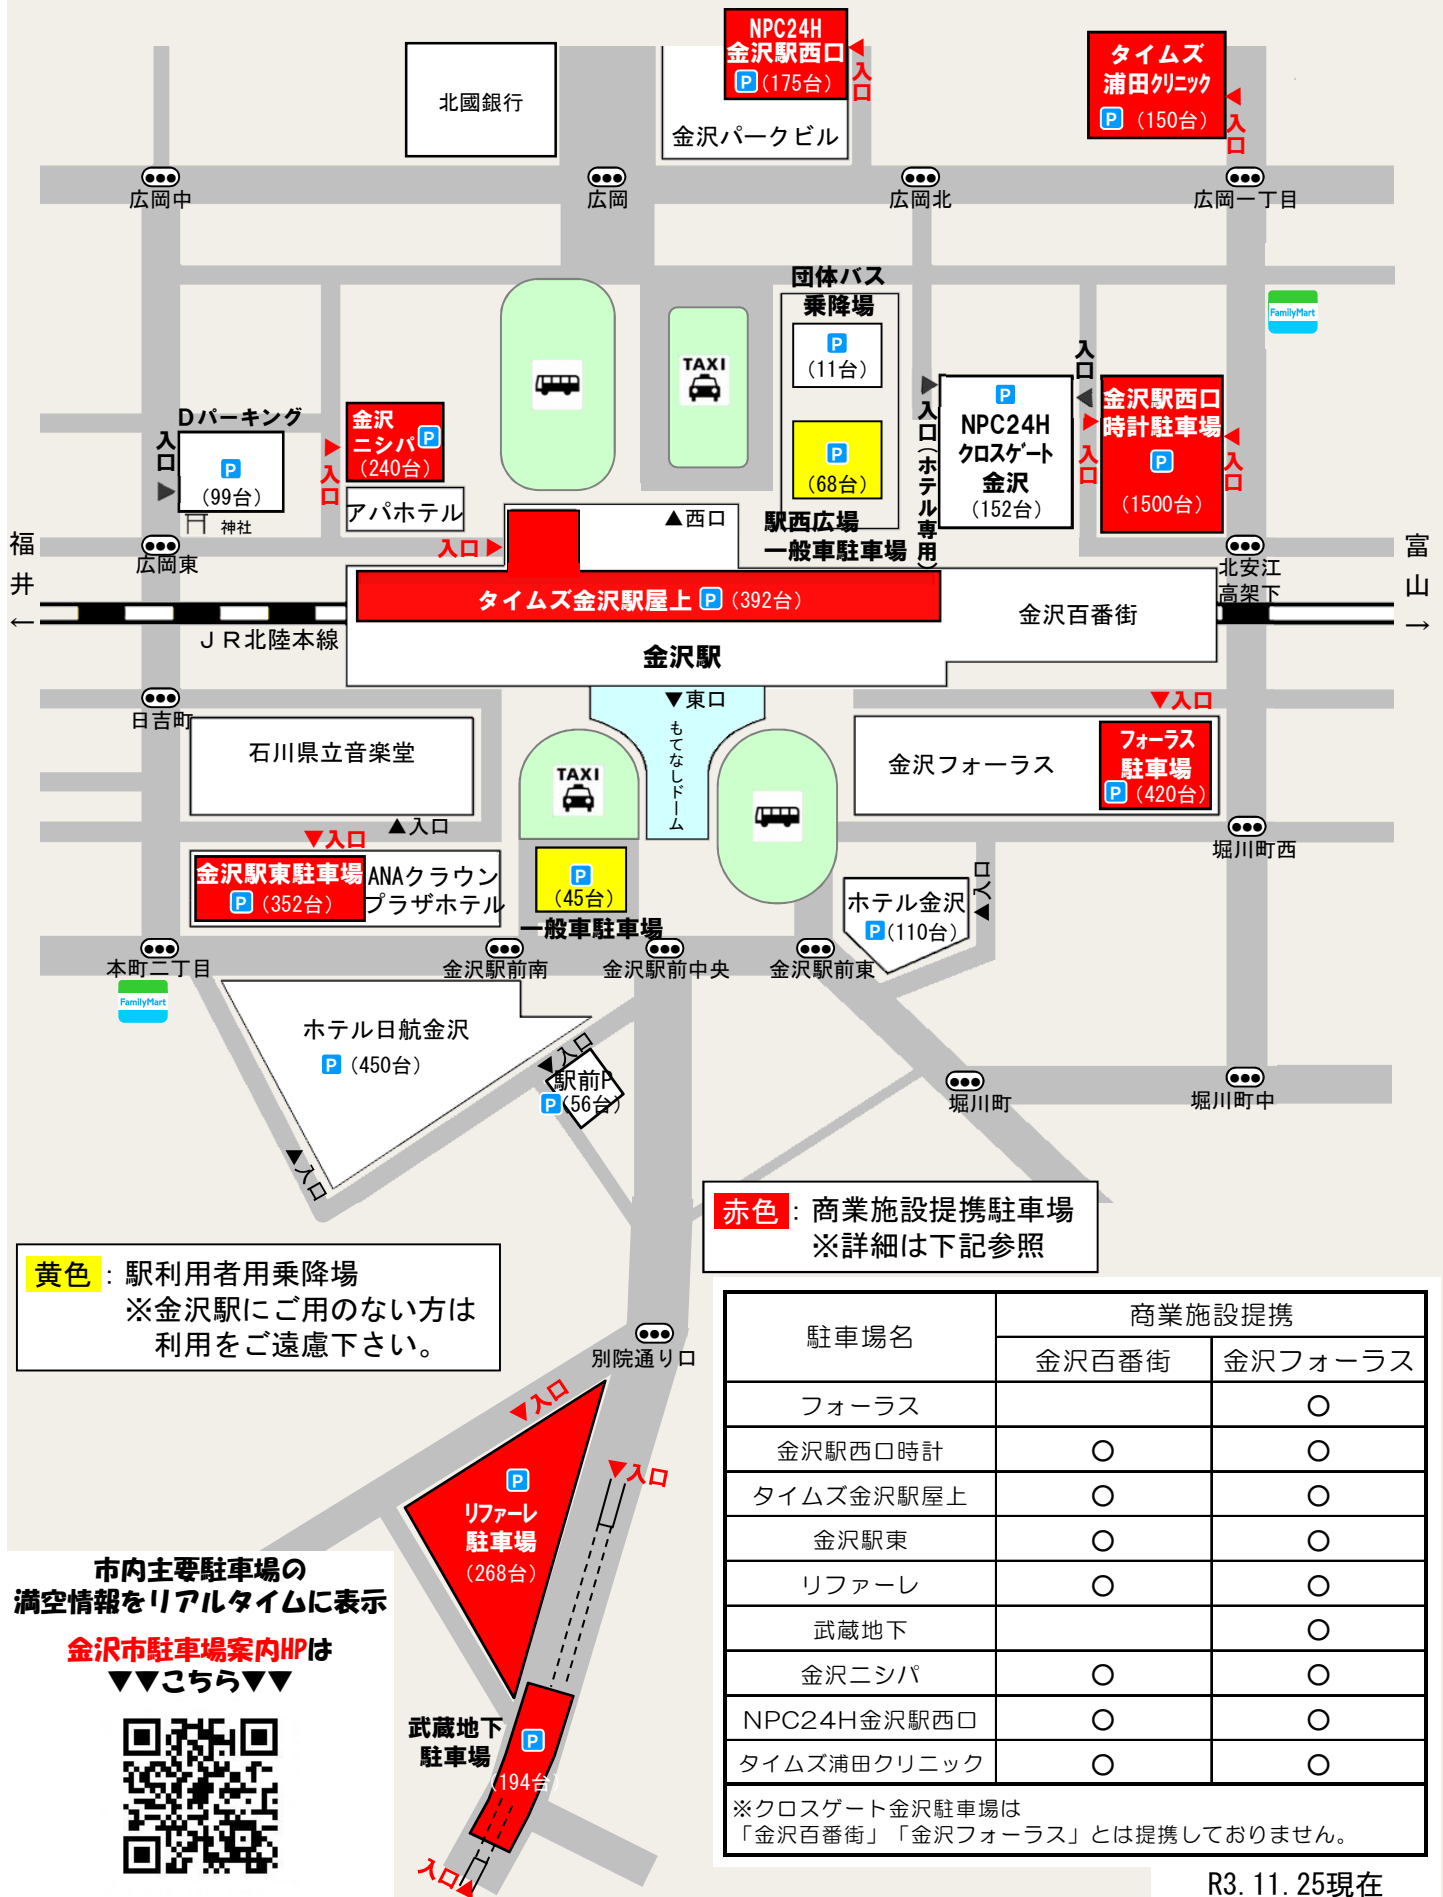 NPC24H
金沢駅西口
P(175台)
入口
金沢パークビル
タイムズ
浦田クリニック
P (150台)
入口
北國銀行
広岡中
広岡
広岡北
広岡一丁目
団体バス
乗降場
P
(11台)
P
(68台)
駅西広場
一般車駐車場
FamilyMart
TAXI
Dパーキング
入口
P
(99台)
神社
金沢
ニシパP
(240台)
入口
アパホテル
入口(ホテル専用)
P
NPC24H
クロスゲート
金沢
(152台)
入口
入口
金沢駅西口
時計駐車場
P
(1500台)
入口
▲西口
入口▶
福井
←
富山
→
広岡東
北安江
高架下
タイムズ金沢駅屋上 P (392台)
金沢百番街
JR北陸本線
金沢駅
▼東口
もてなしドーム
日吉町
▼入口
石川県立音楽堂
▲入口
TAXI
金沢フォーラス
フォーラス
駐車場
P (420台)
堀川町西
▼入口
金沢駅東駐車場
P (352台)
ANAクラウン
プラザホテル
P
(45台)
一般車駐車場
ホテル金沢
P(110台)
▲入口
本町二丁目
金沢駅前南
金沢駅前中央
金沢駅前東
FamilyMart
ホテル日航金沢
P (450台)
▲入口
駅前P
P(56台)
▲入口
堀川町
堀川町中
赤色:商業施設提携駐車場
※詳細は下記参照
黄色:駅利用者用乗降場
※金沢駅にご用のない方は
利用をご遠慮下さい。
別院通り口
▼入口
P
リファーレ
駐車場
(268台)
▼入口
武蔵地下
駐車場
P
(194台)
入口▲
市内主要駐車場の
満空情報をリアルタイムに表示
金沢市駐車場案内HPは
▼▼こちら▼▼
駐車場名 商業施設提携
金沢百番街 金沢フォーラス
フォーラス ○
金沢駅西口時計 ○ ○
タイムズ金沢駅屋上 ○ ○
金沢駅東 ○ ○
リファーレ ○ ○
武蔵地下 ○
金沢ニシパ ○ ○
NPC24H金沢駅西口 ○ ○
タイムズ浦田クリニック ○ ○
※クロスゲート金沢駐車場は
「金沢百番街」「金沢フォーラス」とは提携しておりません。
R3.11.25現在